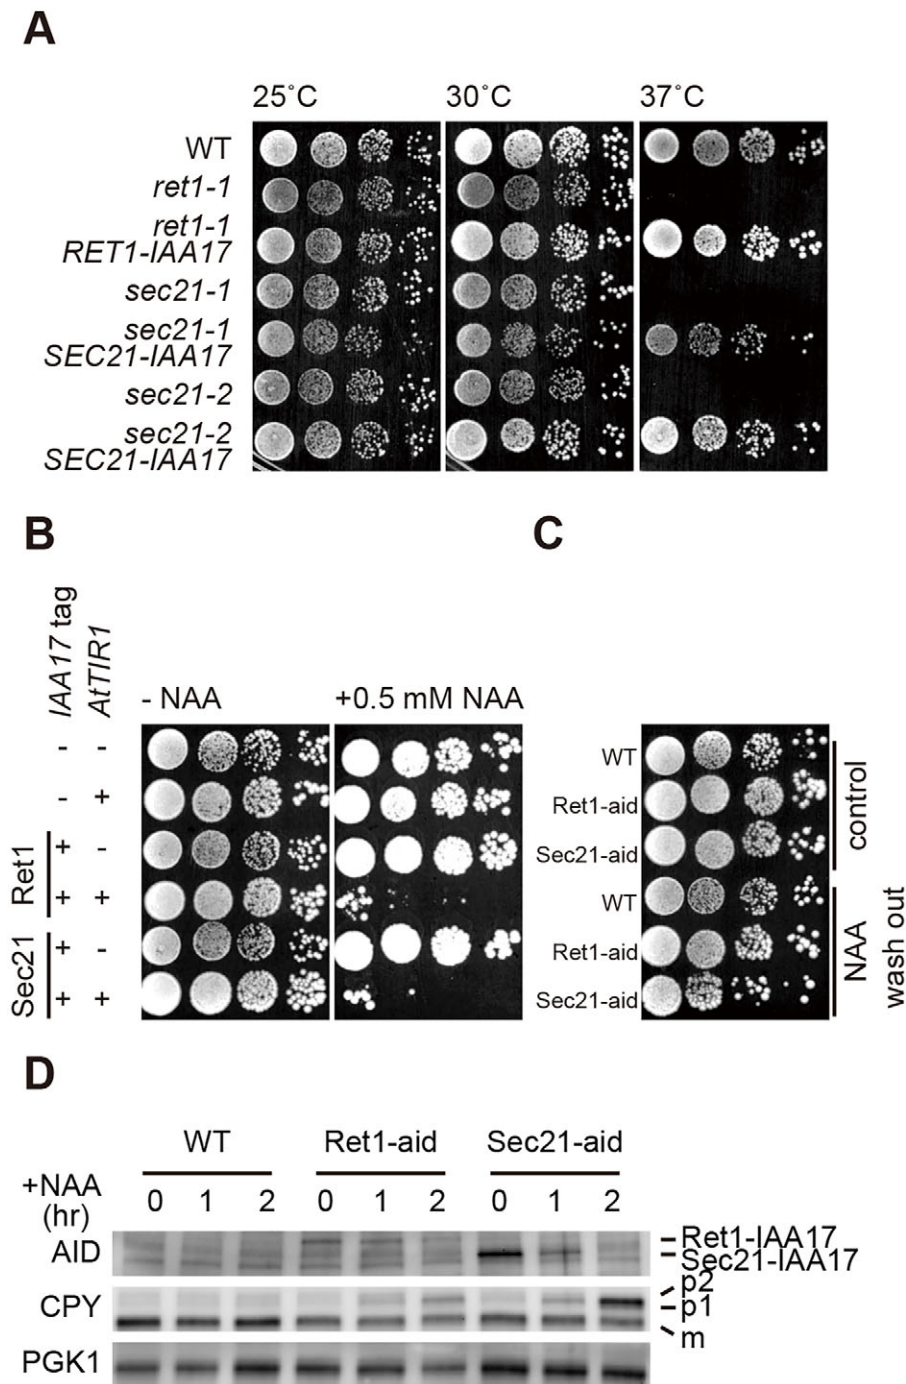 A
25˚C 30˚C 37˚C
WT
ret1-1
ret1-1
RET1-IAA17
sec21-1
sec21-1
SEC21-IAA17
sec21-2
sec21-2
SEC21-IAA17
B
IAA17 tag
AtTIR1
- NAA
+0.5 mM NAA
- -
- +
Ret1
+ -
+ +
Sec21
+ -
+ +
C
WT
Ret1-aid
Sec21-aid
control
WT
Ret1-aid
Sec21-aid
NAA
wash out
D
WT Ret1-aid Sec21-aid
+NAA
(hr)
0 1 2 0 1 2 0 1 2
AID
Ret1-IAA17
Sec21-IAA17
CPY
p2
p1
m
PGK1